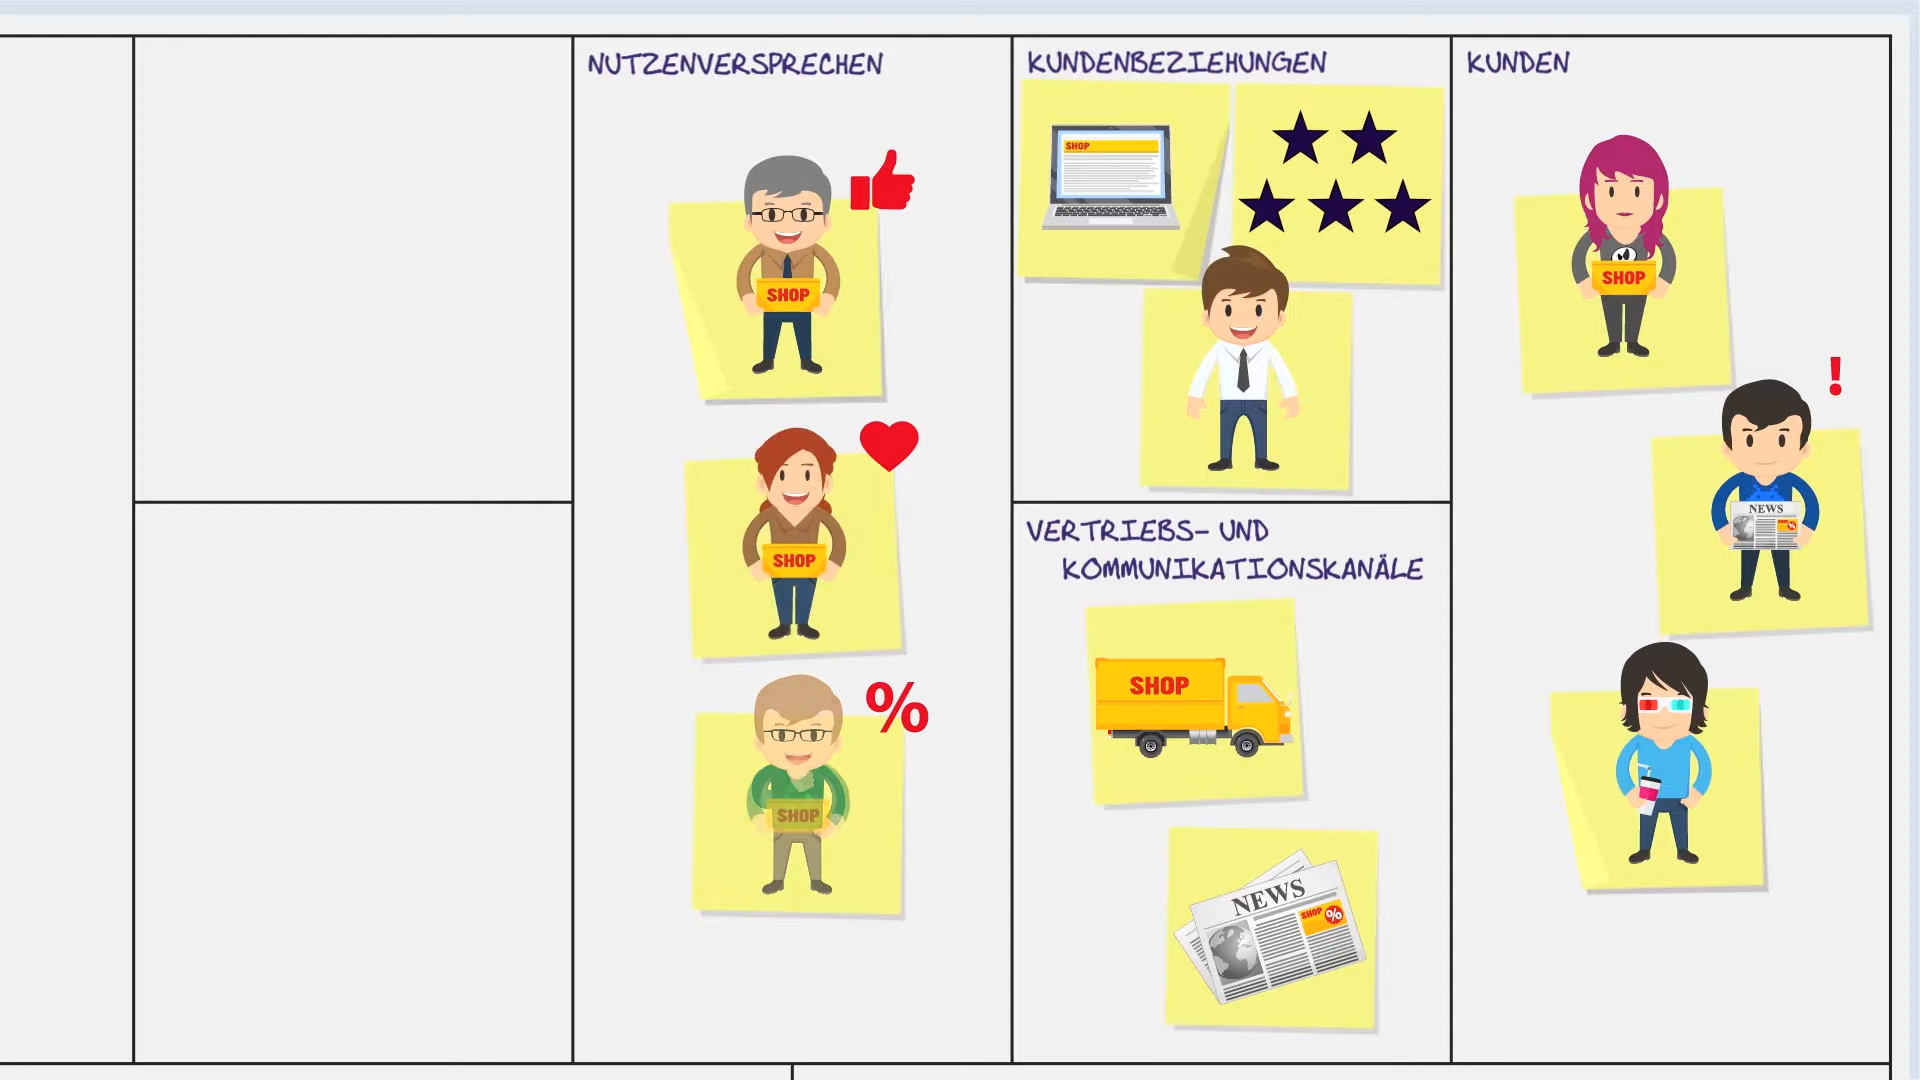 NUTZENVERSPRECHEN
SHOP
SHOP
%
SHOP
KUNDENBEZIEHUNGEN
SHOP
VERTRIEBS- UND
KOMMUNIKATIONSKANÄLE
SHOP
NEWS
SHOP %
KUNDEN
SHOP
!
NEWS